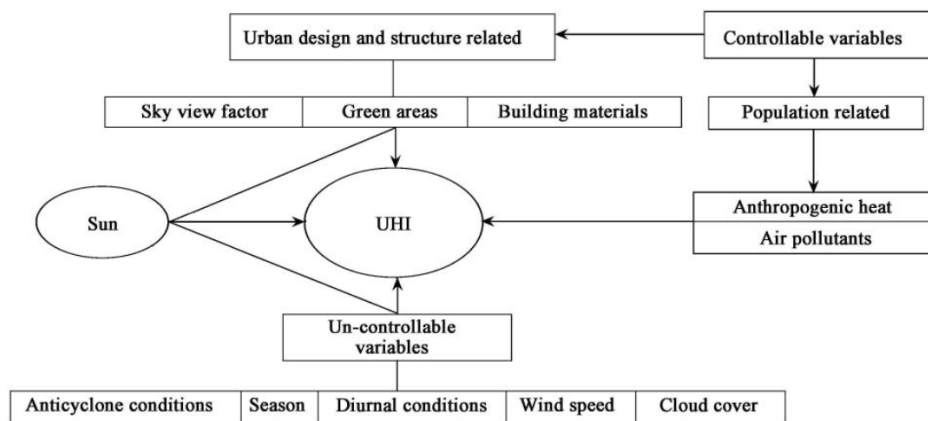 Urban design and structure related
Controllable variables
Sky view factor
Green areas
Building materials
Population related
Sun
UHI
Anthropogenic heat
Air pollutants
Un-controllable
variables
Anticyclone conditions
Season
Diurnal conditions
Wind speed
Cloud cover